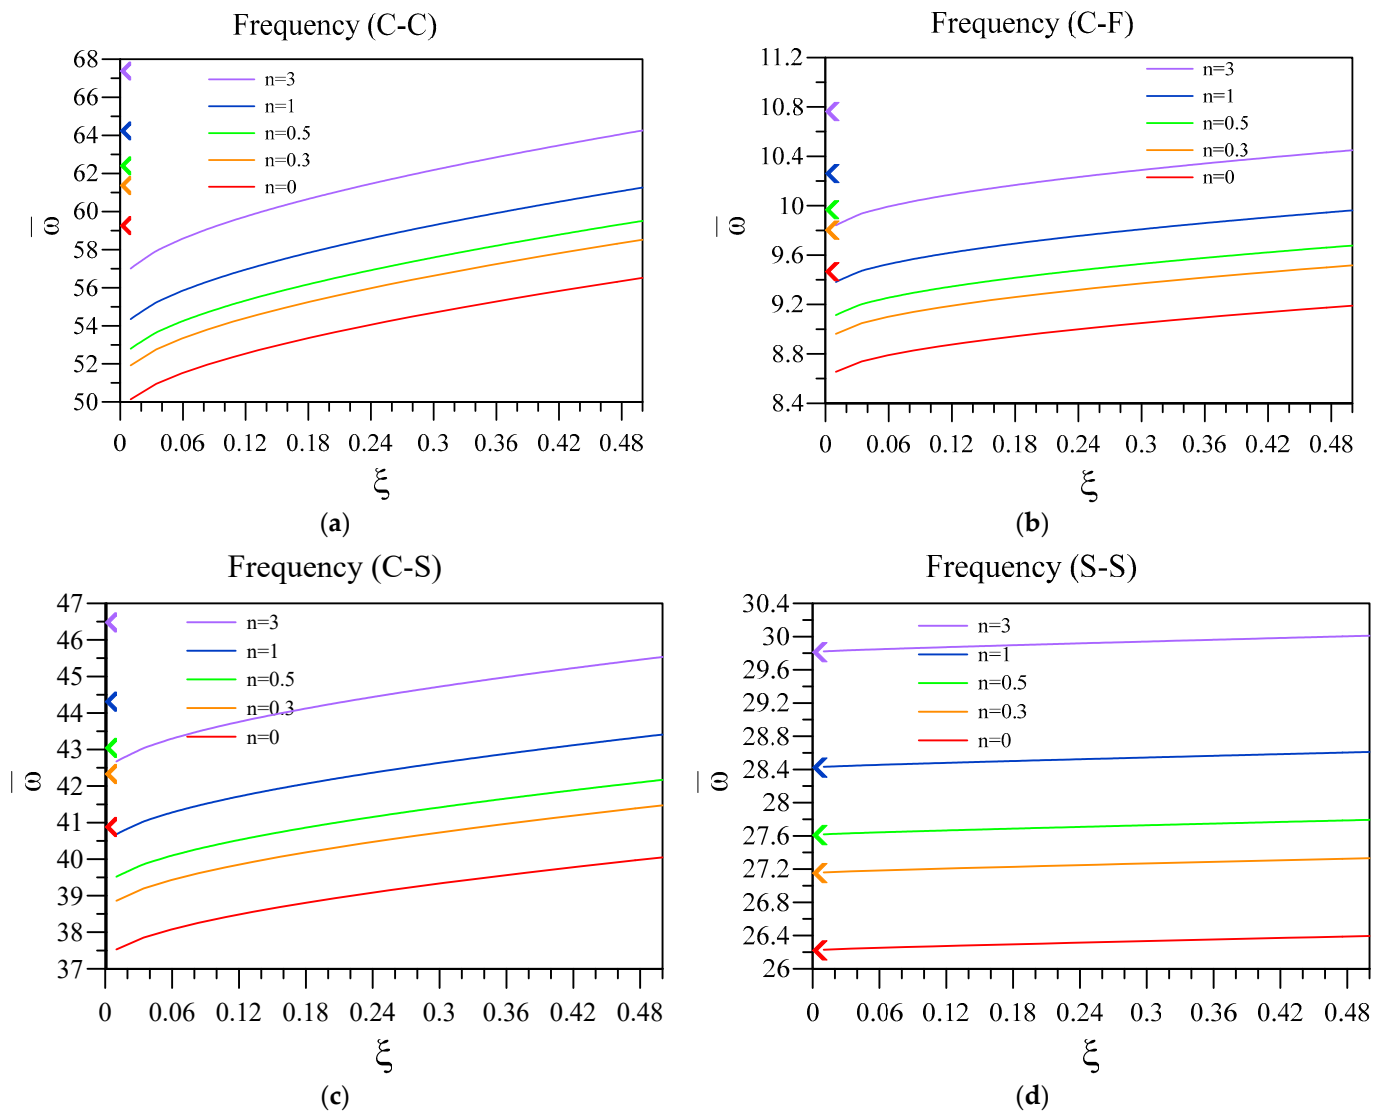 Frequency (C-C)
68
66
64
62
60
58
56
54
52
50
n=3
n=1
n=0.5
n=0.3
n=0
ω̅
0 0.06 0.12 0.18 0.24 0.3 0.36 0.42 0.48
ξ
(a)
Frequency (C-F)
11.2
10.8
10.4
10
9.6
9.2
8.8
8.4
n=3
n=1
n=0.5
n=0.3
n=0
ω̅
0 0.06 0.12 0.18 0.24 0.3 0.36 0.42 0.48
ξ
(b)
Frequency (C-S)
47
46
45
44
43
42
41
40
39
38
37
n=3
n=1
n=0.5
n=0.3
n=0
ω̅
0 0.06 0.12 0.18 0.24 0.3 0.36 0.42 0.48
ξ
(c)
Frequency (S-S)
30.4
30
29.6
29.2
28.8
28.4
28
27.6
27.2
26.8
26.4
26
n=3
n=1
n=0.5
n=0.3
n=0
ω̅
0 0.06 0.12 0.18 0.24 0.3 0.36 0.42 0.48
ξ
(d)